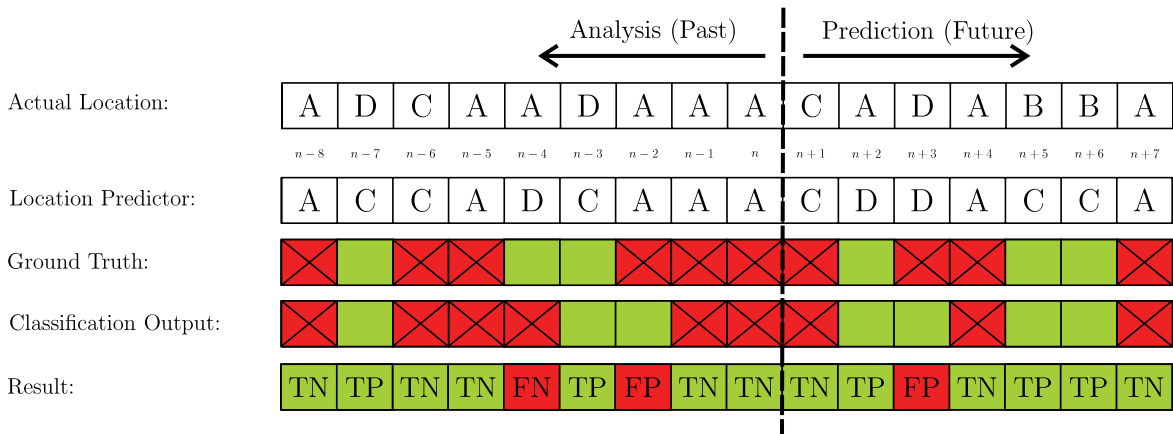 Analysis (Past) Prediction (Future)
Actual Location: A D C A A D A A A C A D A B B A
n − 8 n − 7 n − 6 n − 5 n − 4 n − 3 n − 2 n − 1 n n + 1 n + 2 n + 3 n + 4 n + 5 n + 6 n + 7
Location Predictor: A C C A D C A A A C D D A C C A
Ground Truth:
Classification Output:
Result: TN TP TN TN FN TP FP TN TN TN TP FP TN TP TP TN